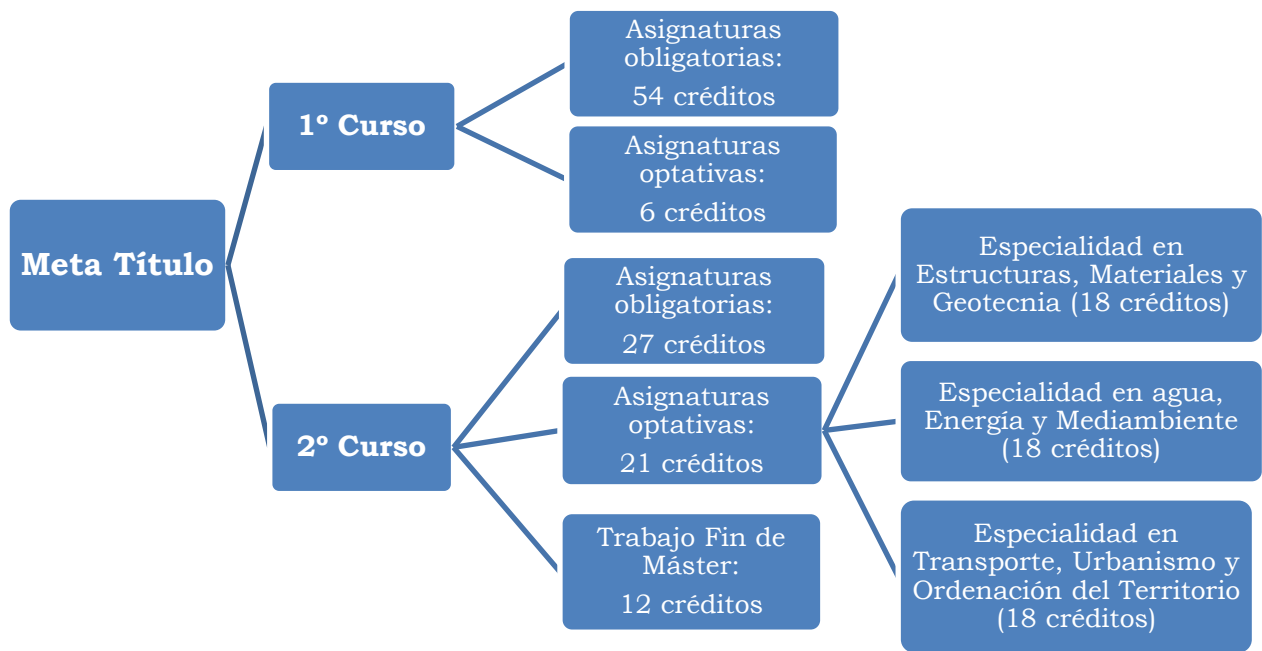 Meta Título
1º Curso
Asignaturas
obligatorias:
54 créditos
Asignaturas
optativas:
6 créditos
2º Curso
Asignaturas
obligatorias:
27 créditos
Asignaturas
optativas:
21 créditos
Trabajo Fin de
Máster:
12 créditos
Especialidad en
Estructuras, Materiales y
Geotecnia (18 créditos)
Especialidad en agua,
Energía y Mediambiente
(18 créditos)
Especialidad en
Transporte, Urbanismo y
Ordenación del Territorio
(18 créditos)